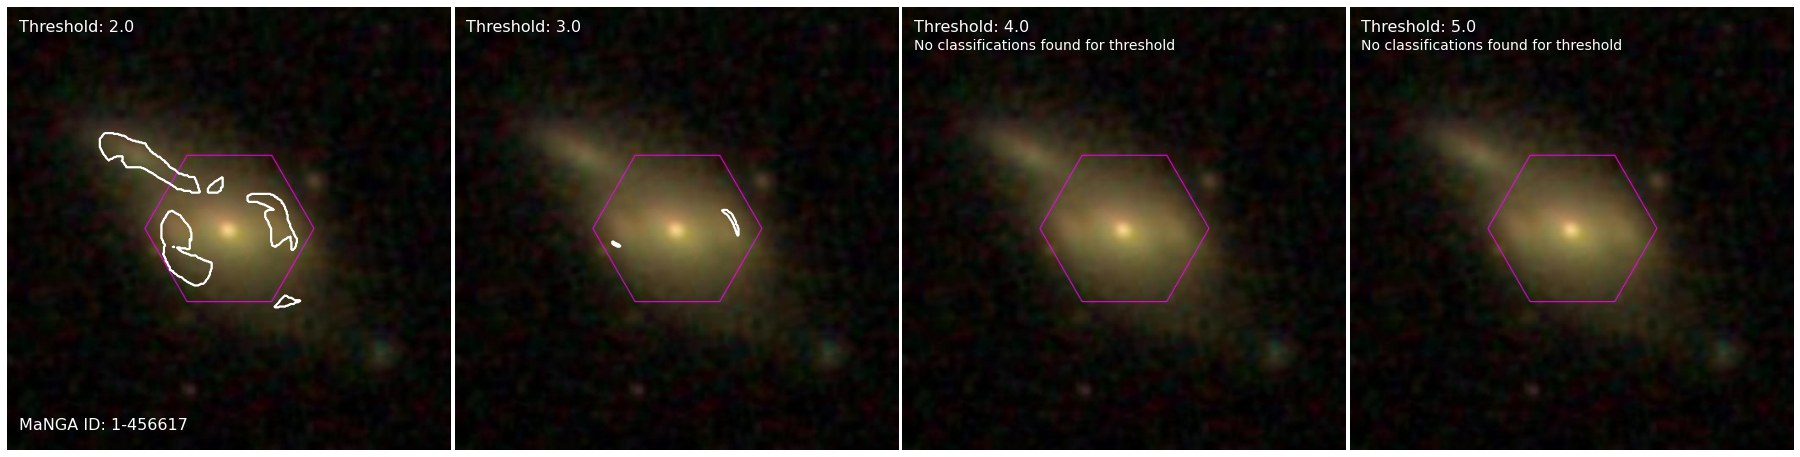 Threshold: 2.0
MaNGA ID: 1-456617
Threshold: 3.0
Threshold: 4.0
No classifications found for threshold
Threshold: 5.0
No classifications found for threshold